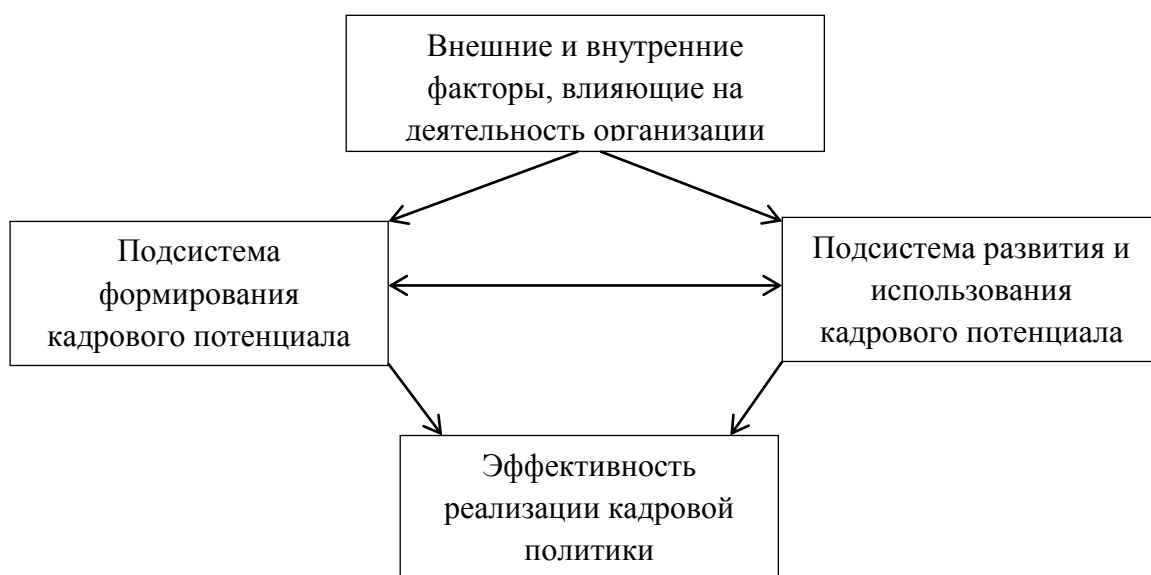 Внешние и внутренние
факторы, влияющие на
деятельность организации
Подсистема
формирования
кадрового потенциала
Подсистема развития и
использования
кадрового потенциала
Эффективность
реализации кадровой
политики